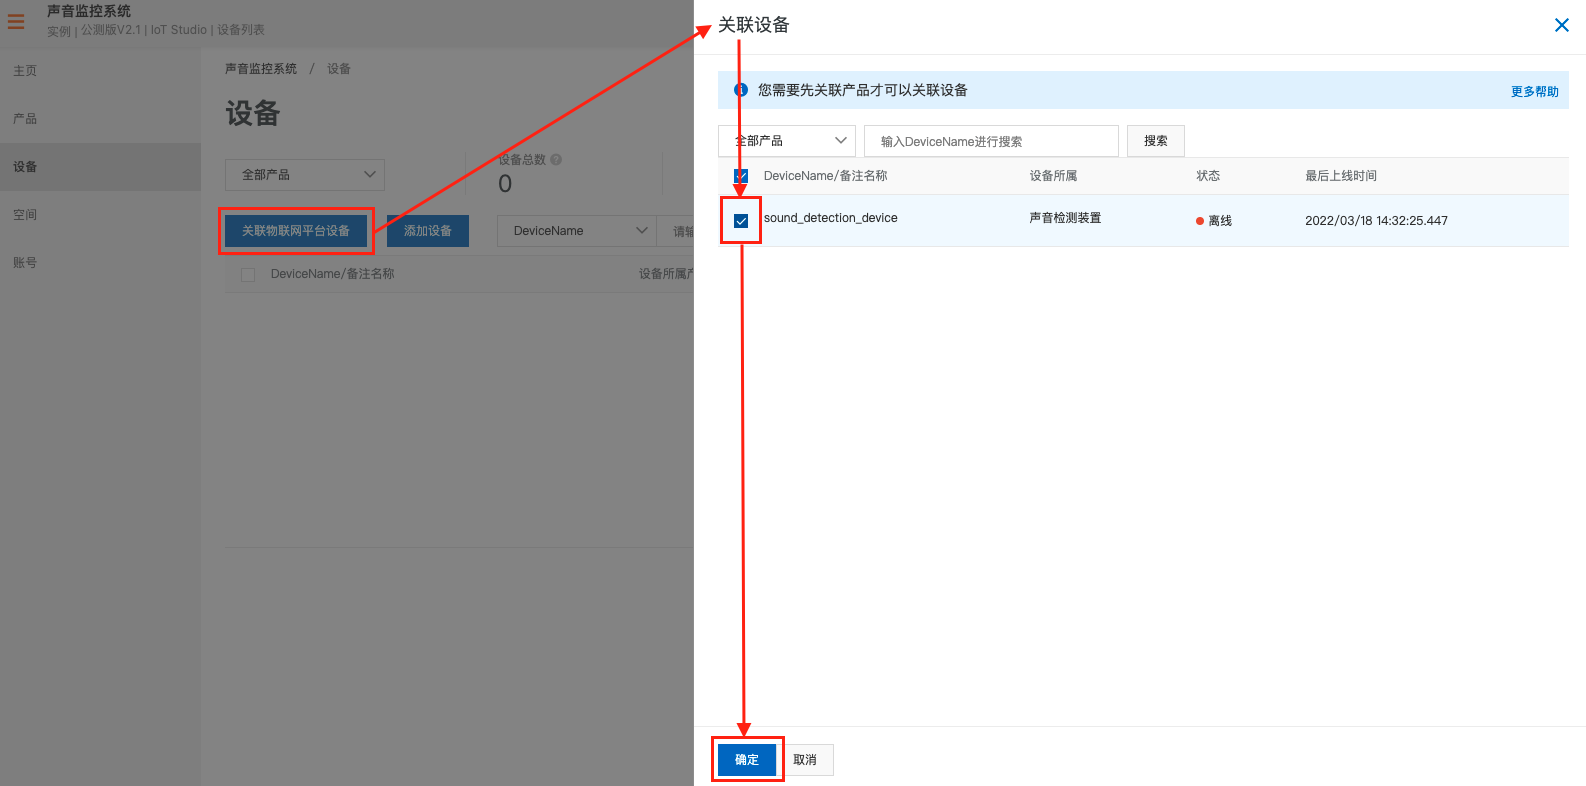 声音监控系统
实例 | 公测版V2.1 | IoT Studio | 设备列表
主页
产品
设备
空间
账号
声音监控系统 / 设备
设备
全部产品
设备总数
0
关联物联网平台设备
添加设备
DeviceName
请输
DeviceName/备注名称
设备所属产
关联设备
您需要先关联产品才可以关联设备
更多帮助
全部产品
输入DeviceName进行搜索
搜索
DeviceName/备注名称 设备所属 状态 最后上线时间
sound_detection_device 声音检测装置 离线 2022/03/18 14:32:25.447
确定
取消